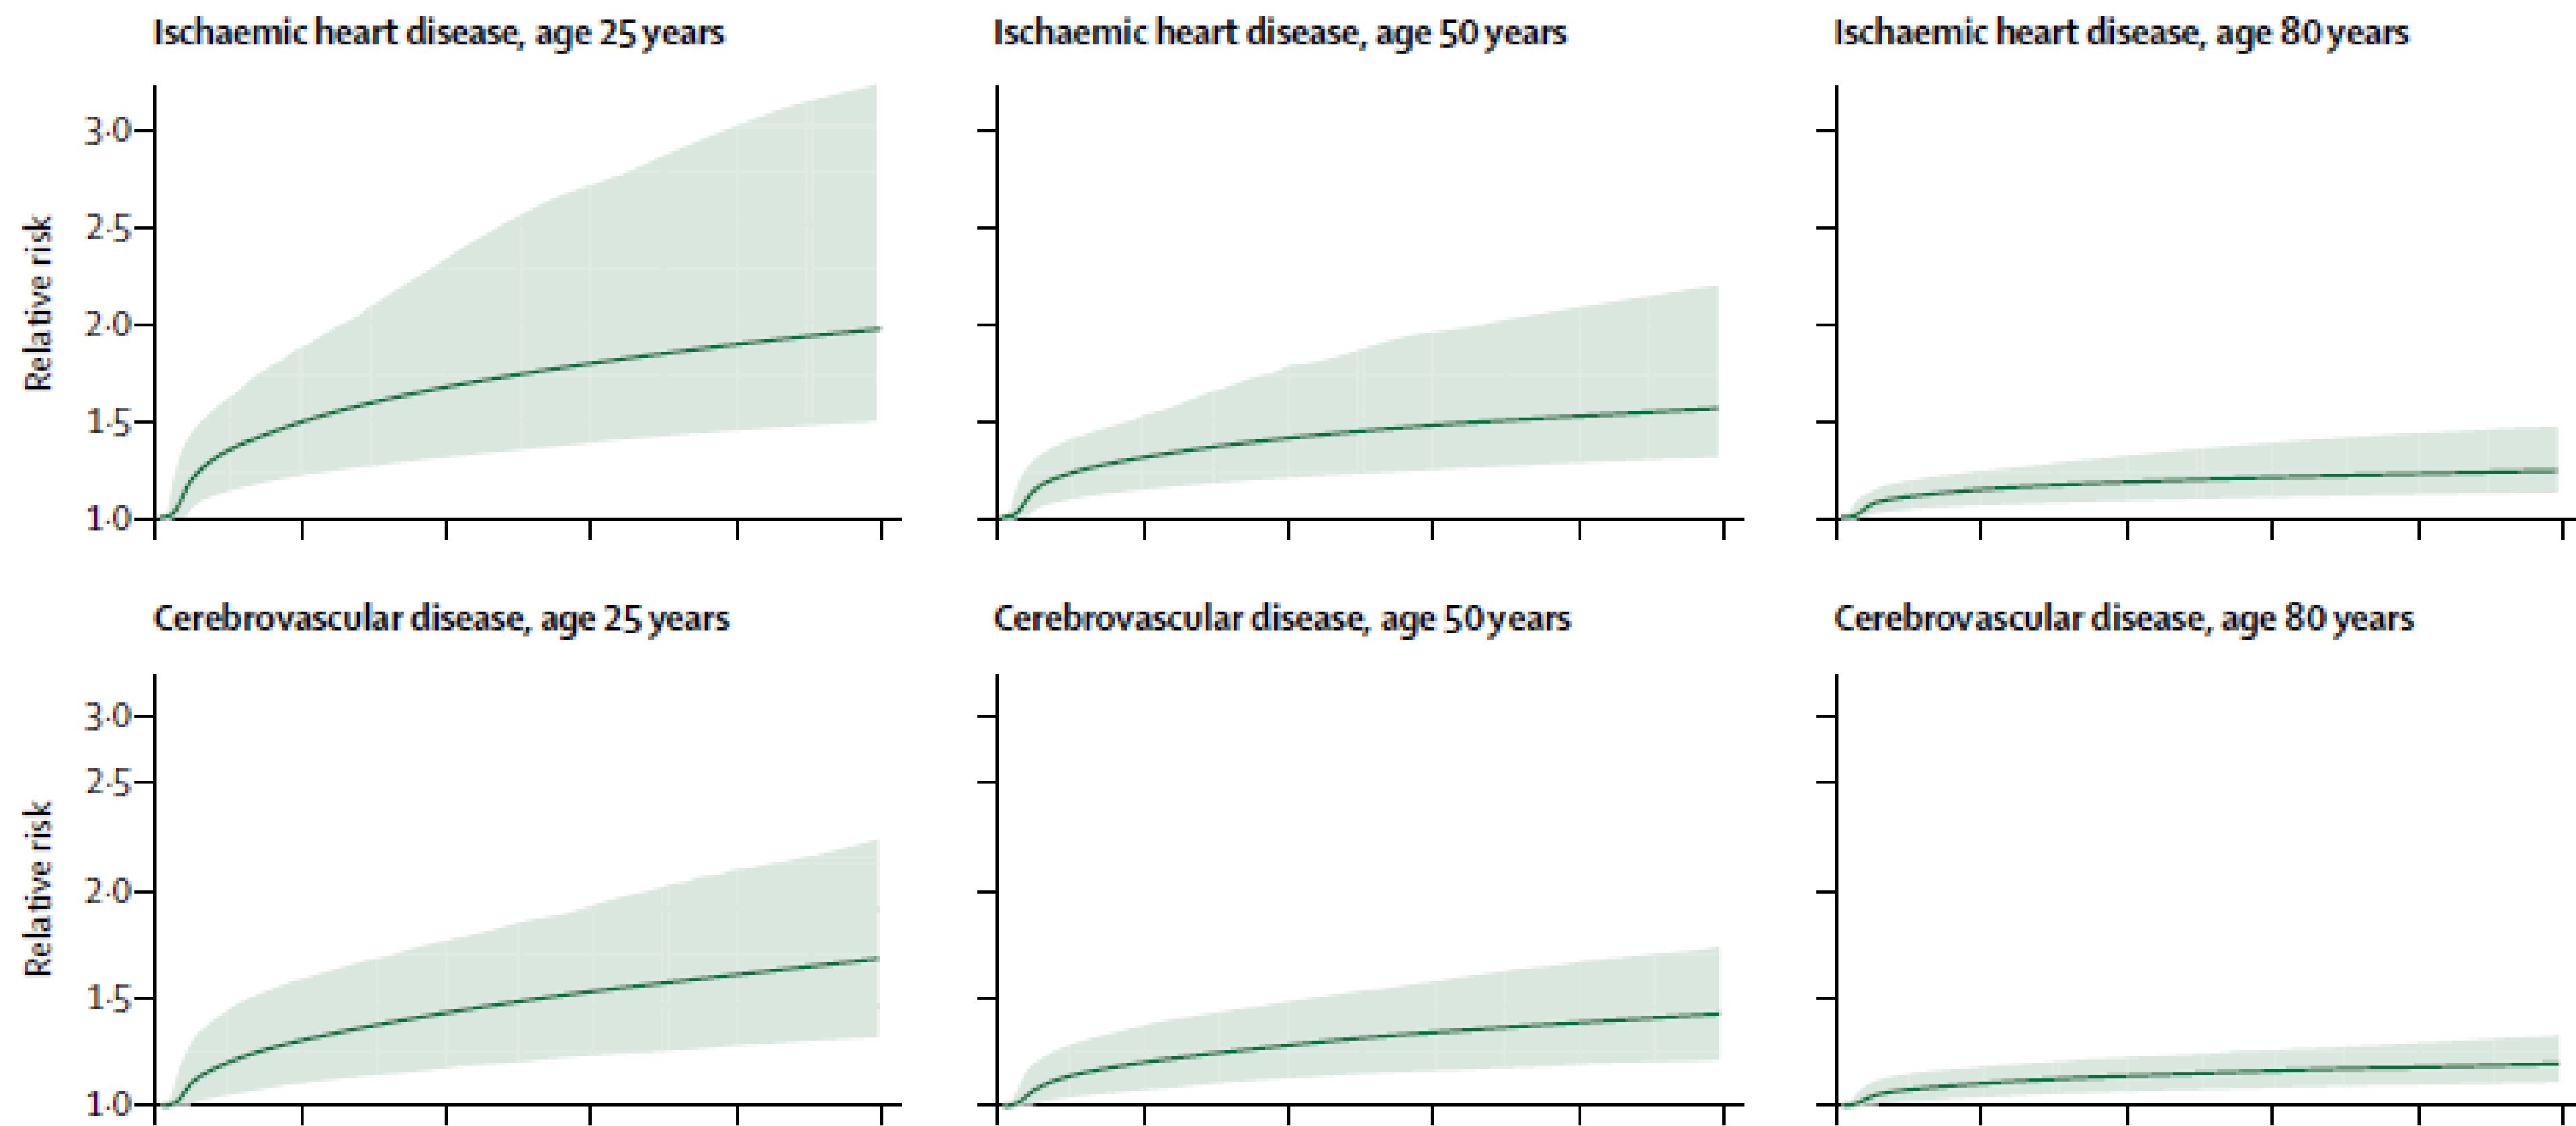 Ischaemic heart disease, age 25 years
Ischaemic heart disease, age 50 years
Ischaemic heart disease, age 80 years
Relative risk
3·0
2·5
2·0
1·5
1·0
Cerebrovascular disease, age 25 years
Cerebrovascular disease, age 50 years
Cerebrovascular disease, age 80 years
Relative risk
3·0
2·5
2·0
1·5
1·0